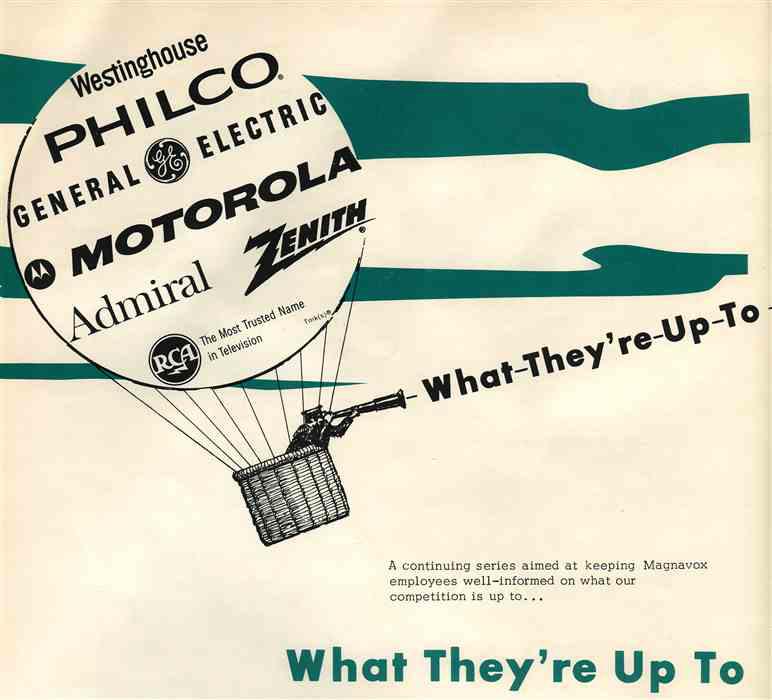 Westinghouse
PHILCO®
GENERAL GE ELECTRIC
MOTOROLA
ZENITH®
Admiral
RCA The Most Trusted Name
in Television
Tmk(s)®
-What-They're-Up-To-
A continuing series aimed at keeping Magnavox
employees well-informed on what our
competition is up to...
What They're Up To